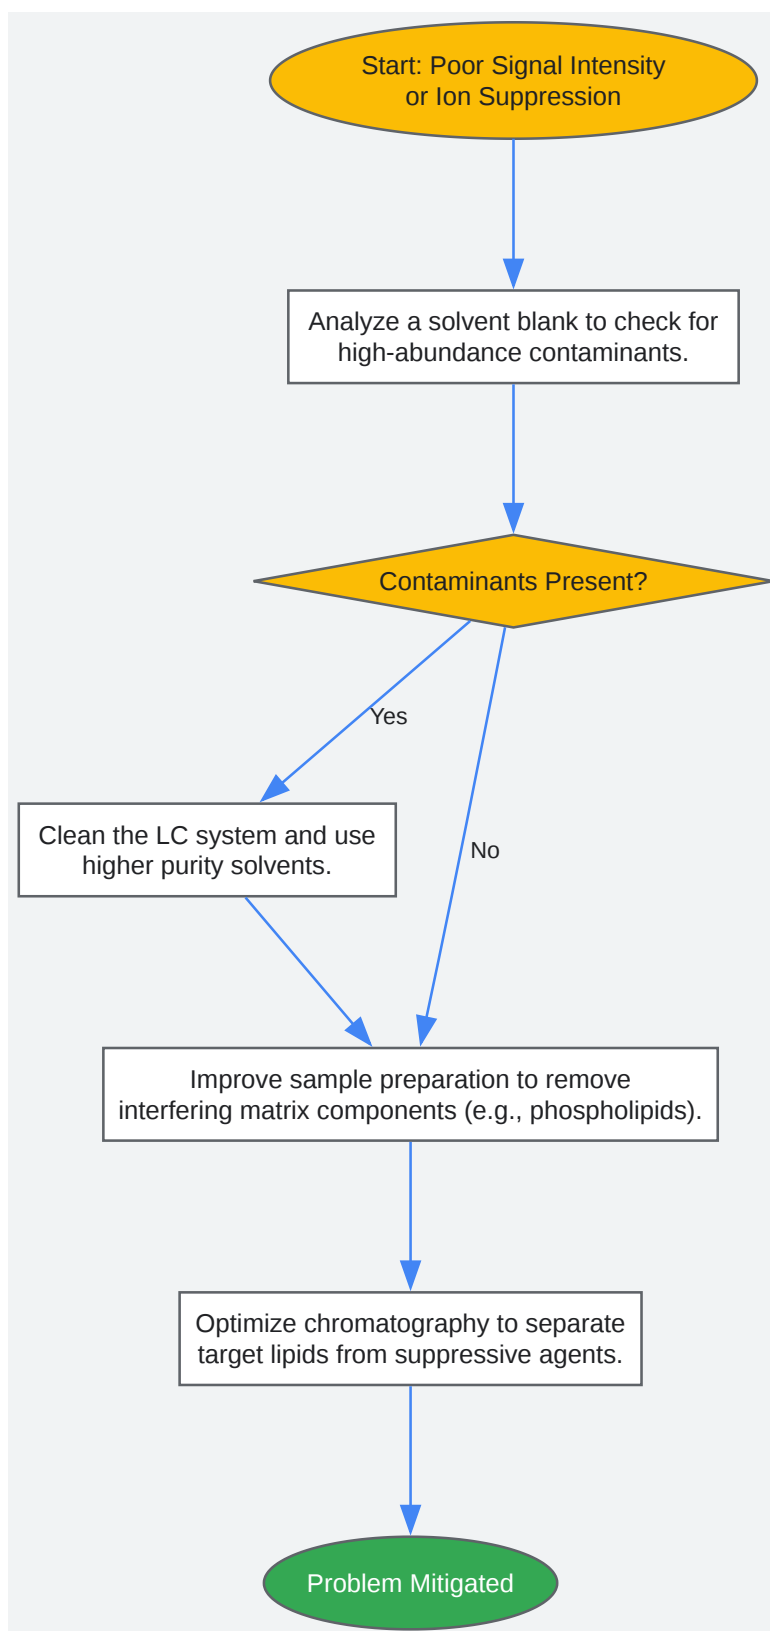 Start: Poor Signal Intensity
or Ion Suppression
Analyze a solvent blank to check for
high-abundance contaminants.
Contaminants Present?
Yes
Clean the LC system and use
higher purity solvents.
No
Improve sample preparation to remove
interfering matrix components (e.g., phospholipids).
Optimize chromatography to separate
target lipids from suppressive agents.
Problem Mitigated